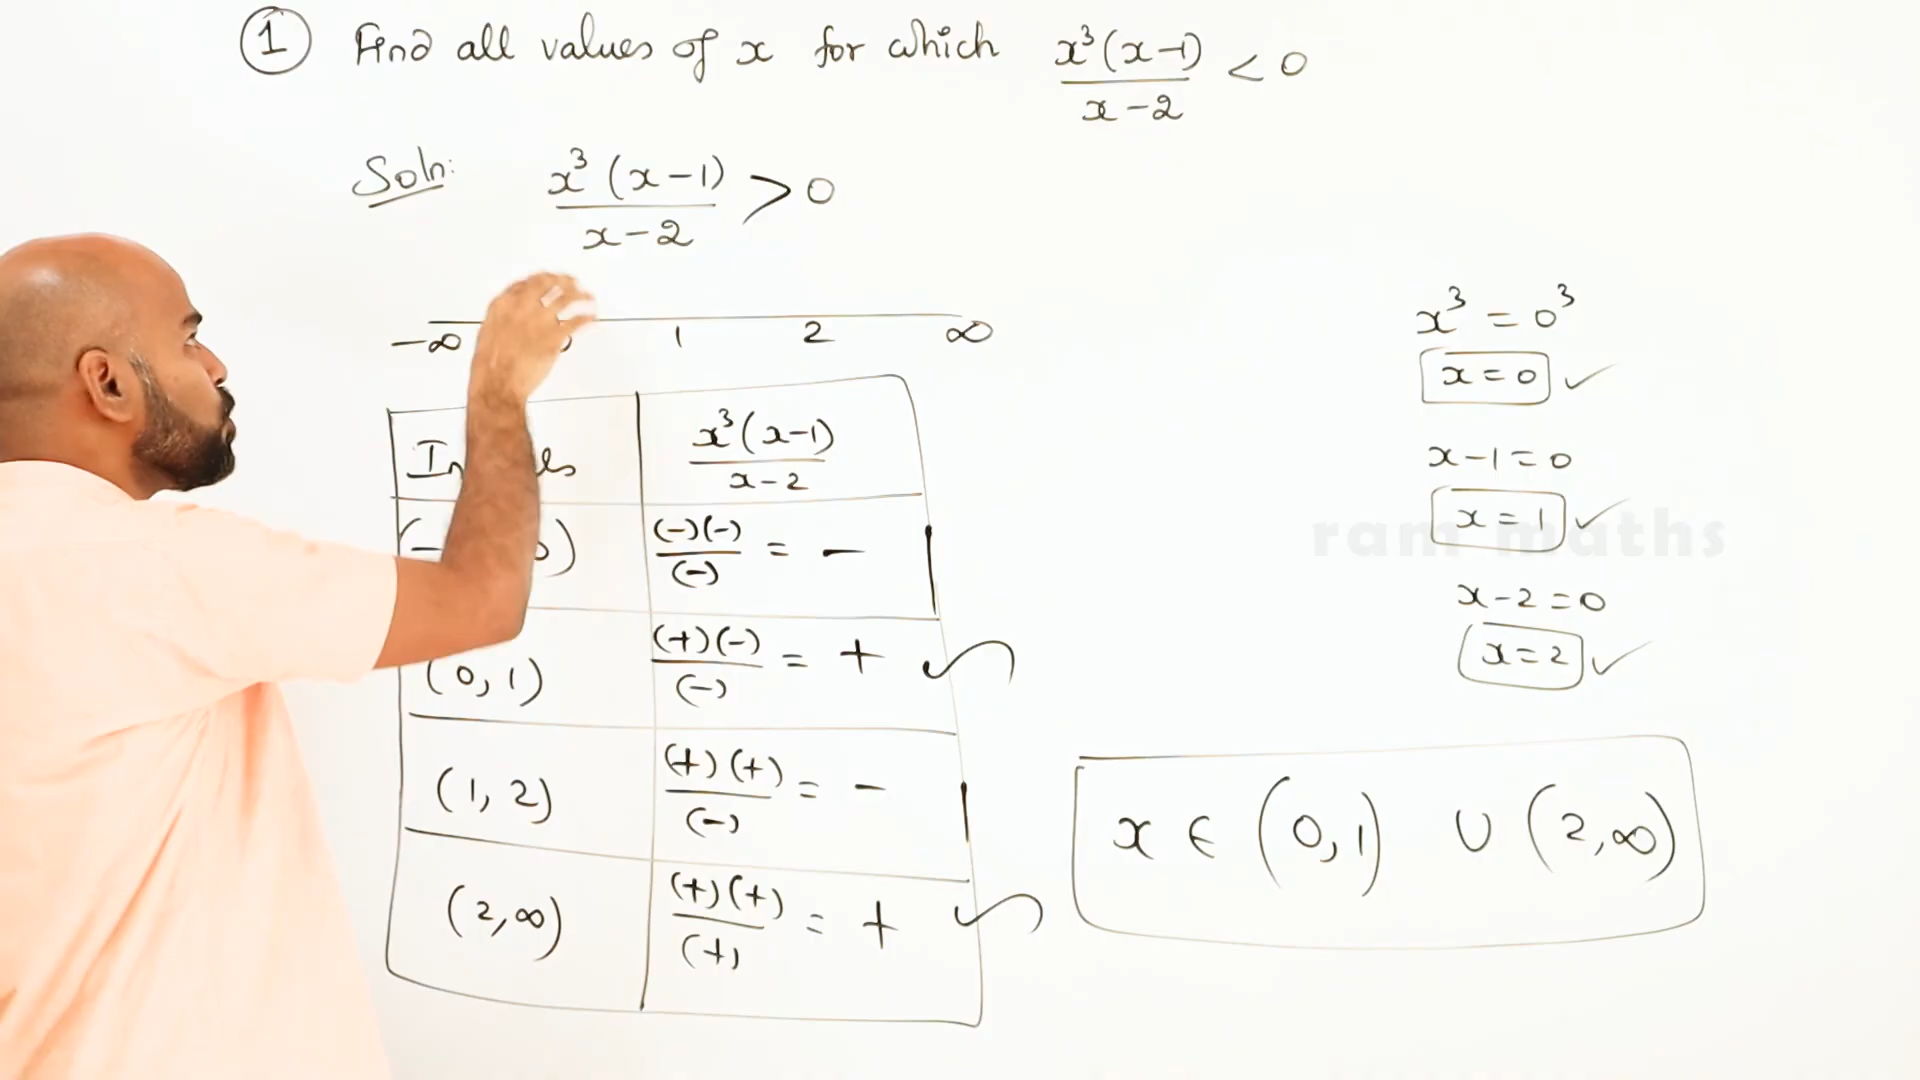 ① Find all values of x for which x³(x-1)/(x-2) < 0
Soln: x³(x-1)/(x-2) > 0
-∞ 1 2 ∞
x³(x-1)/(x-2)
(-)(-)/(-) = -
(0, 1) (+)(-)/(-) = +
(1, 2) (+)(+)/(-) = -
(2, ∞) (+)(+)/(+) = +
x³ = 0³
x = 0 ✓
x-1 = 0
x = 1 ✓
x-2 = 0
x = 2 ✓
x ∈ (0, 1) ∪ (2, ∞)
ram maths